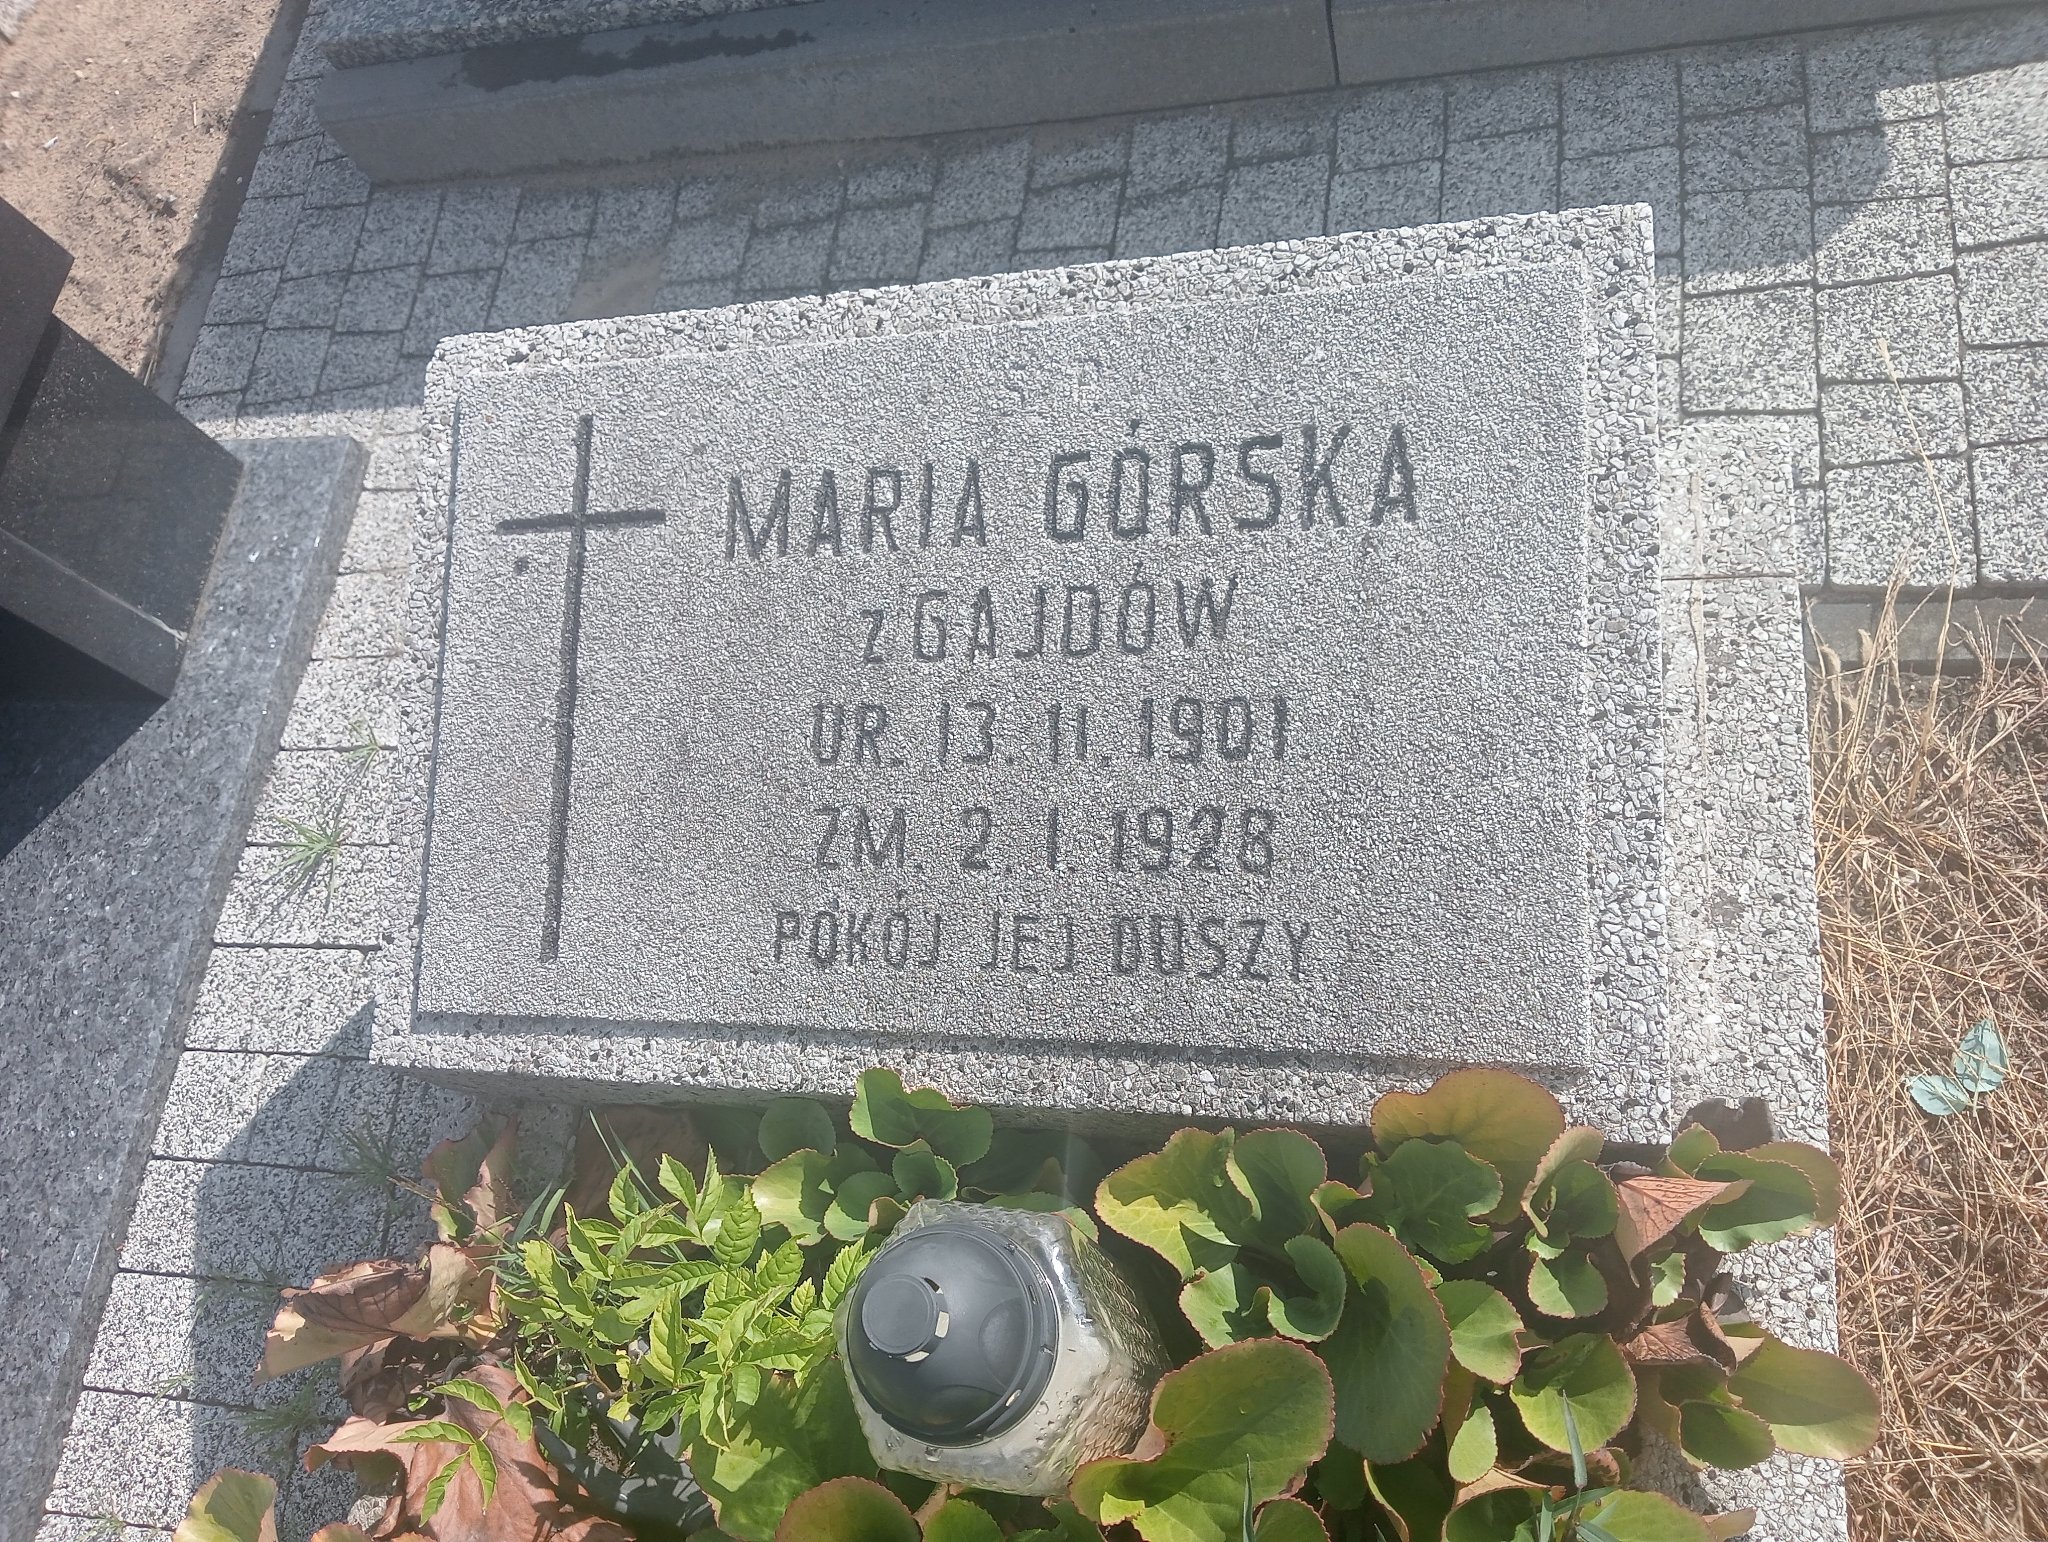 MARIA GÓRSKA
z GAJDÓW
UR. 13. 11. 1901
ZM. 2. 1. 1928
POKÓJ JEJ DUSZY